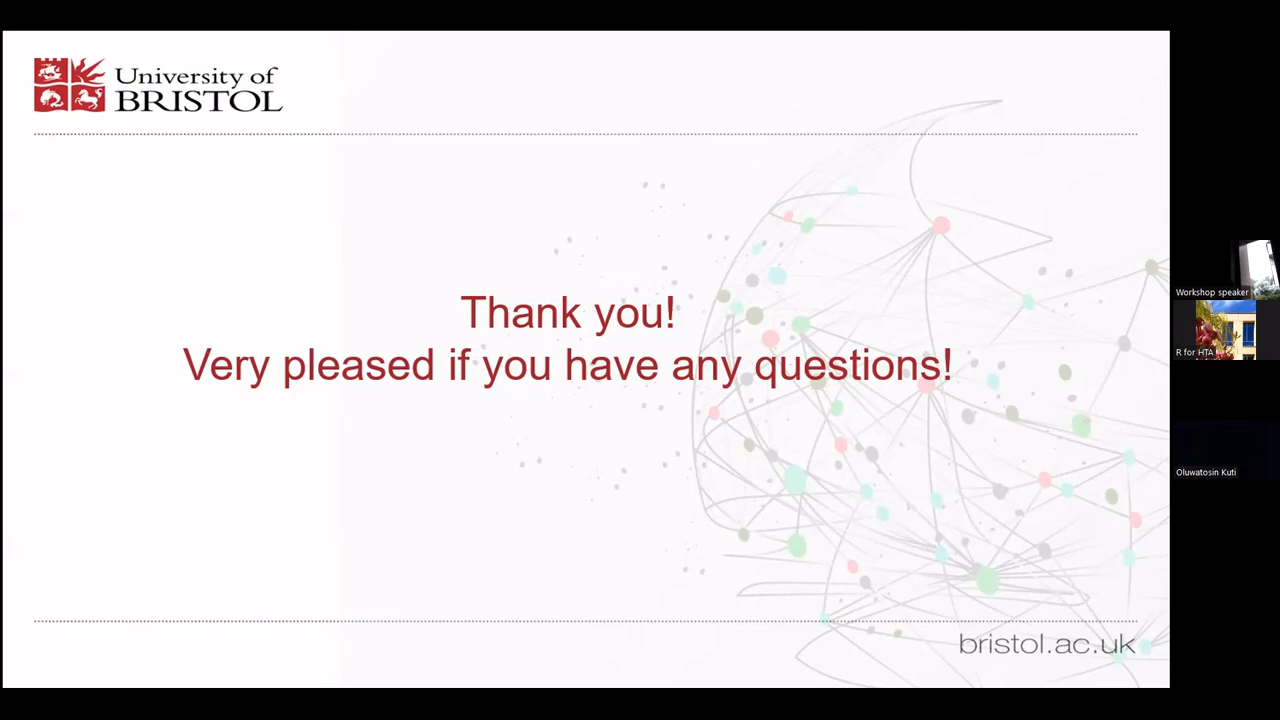 University of
BRISTOL
Thank you!
Very pleased if you have any questions!
bristol.ac.uk
Workshop speaker
R for HTA
Oluwatosin Kuti